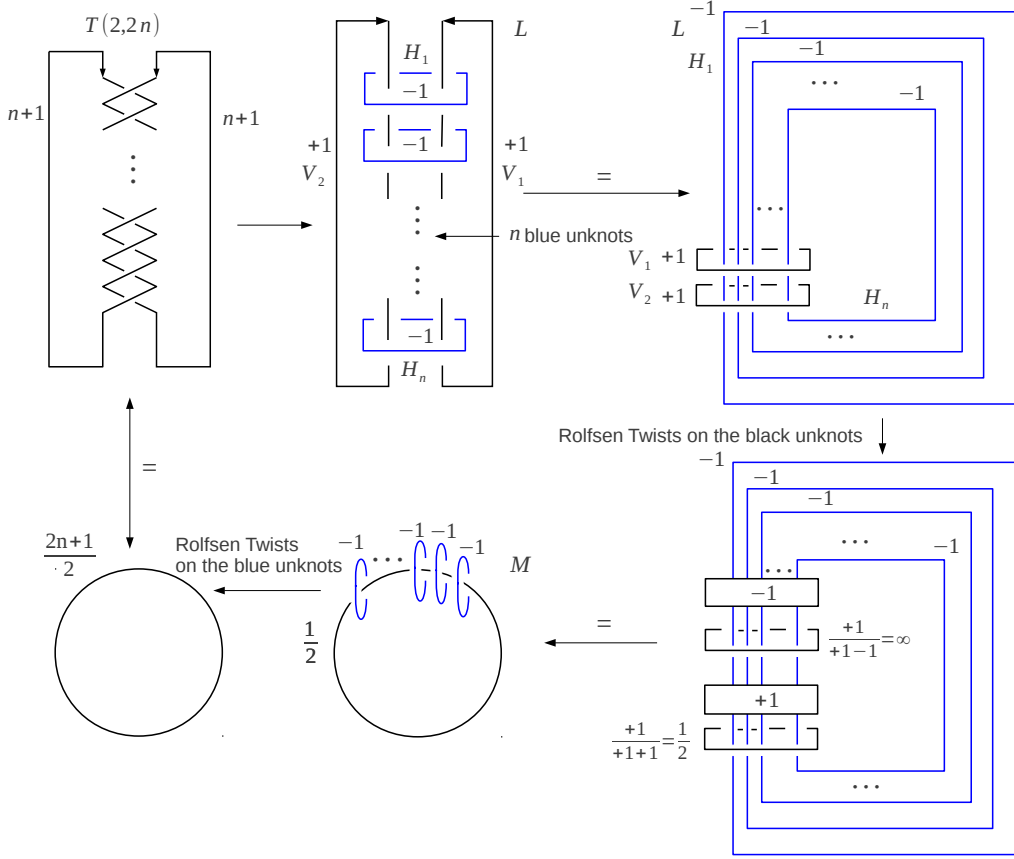 T(2,2n)
n+1
n+1
L
H₁
−1
−1
+1
V₂
+1
V₁
n blue unknots
−1
Hₙ
=
−1
L
−1
H₁
−1
...
−1
...
V₁ +1
V₂ +1
Hₙ
...
Rolfsen Twists on the black unknots
−1
−1
−1
...
−1
...
−1
+1/(+1−1)=∞
+1
+1/(+1+1)=1/2
...
=
(2n+1)/2
Rolfsen Twists
on the blue unknots
−1 ... −1 −1 −1
M
1/2
=